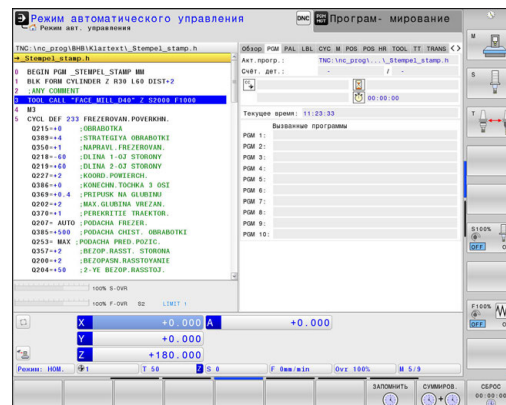 Режим автоматического управления
Режим авт. управления
DNC
Програм- мирование
TNC:\nc_prog\BHB\Klartext\_Stempel_stamp.h
→_Stempel_stamp.h
0 BEGIN PGM _STEMPEL_STAMP MM
1 BLK FORM CYLINDER Z R30 L60 DIST+2
2 ;ANY COMMENT
3 TOOL CALL "FACE_MILL_D40" Z S2000 F1000
4 M3
5 CYCL DEF 233 FREZEROVAN.POVERKHN.
Q215=+0 ;OBRABOTKA
Q389=+4 ;STRATEGIYA OBRABOTKI
Q350=+1 ;NAPRAVL.FREZEROVAN.
Q218=-60 ;DLINA 1-OJ STORONY
Q219=+60 ;DLINA 2-OJ STORONY
Q227=+2 ;KOORD.POWIERCH.
Q386=+0 ;KONECHN.TOCHKA 3 OSI
Q369=+0.4 ;PRIPUSK NA GLUBINU
Q202=+2 ;MAX.GLUBINA VREZAN.
Q370=+1 ;PEREKRITIE TRAEKTOR.
Q207= AUTO ;PODACHA FREZER.
Q385=+500 ;PODACHA CHIST. OBRABOTKI
Q253= MAX ;PODACHA PRED.POZIC.
Q357=+2 ;BEZOP.RASST. STORONA
Q200=+2 ;BEZOPASN.RASSTOYANIE
Q204=+50 ;2-YE BEZOP.RASSTOJ.
Обзор PGM PAL LBL CYC M POS POS HR TOOL TT TRANS
Акт.прогр.: TNC:\nc_prog\...\_Stempel_stamp.h
Счёт. дет.: - / -
00:00:00
Текущее время: 11:23:33
Вызванные программы
PGM 1:
PGM 2:
PGM 3:
PGM 4:
PGM 5:
PGM 6:
PGM 7:
PGM 8:
PGM 9:
PGM 10:
100% S-OVR
100% F-OVR S2 LIMIT 1
X +0.000 A +0.000
Y +0.000
Z +180.000
Режим: НОМ. 1 T 50 Z S 0 F 0mm/min Ovr 100% M 5/9
ЗАПОМНИТЬ
СУММИРОВ.
СБРОС
00:00:00
M
S
T
S100%
OFF
F100%
OFF